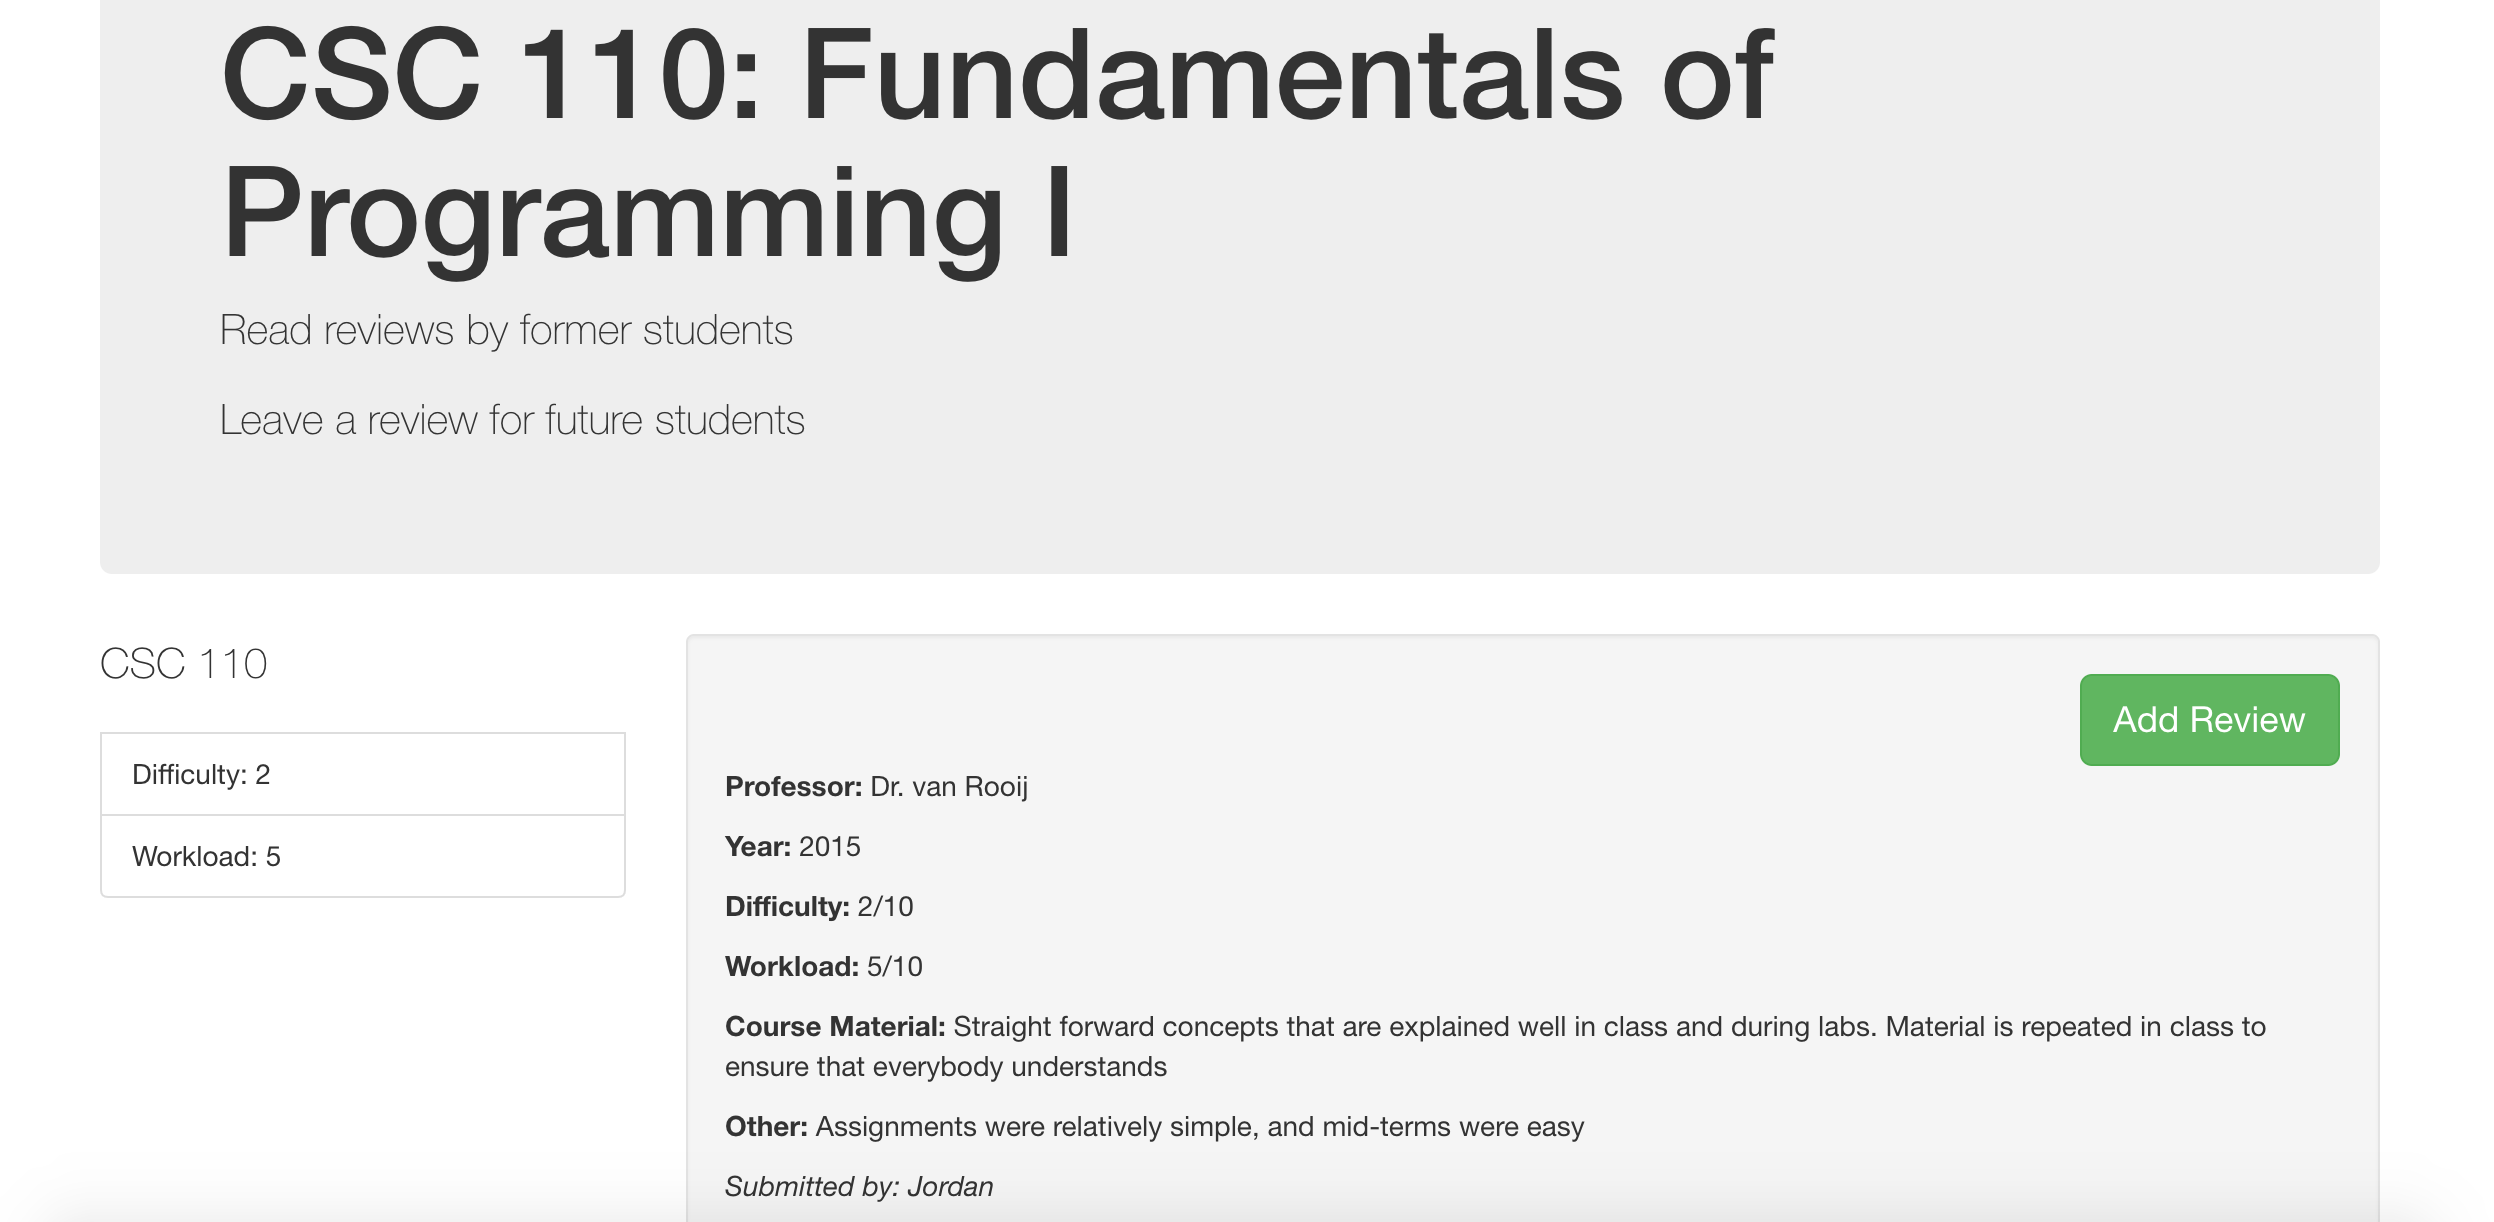 CSC 110: Fundamentals of
Programming I
Read reviews by former students
Leave a review for future students
CSC 110
Difficulty: 2
Workload: 5
Add Review
Professor: Dr. van Rooij
Year: 2015
Difficulty: 2/10
Workload: 5/10
Course Material: Straight forward concepts that are explained well in class and during labs. Material is repeated in class to
ensure that everybody understands
Other: Assignments were relatively simple, and mid-terms were easy
Submitted by: Jordan